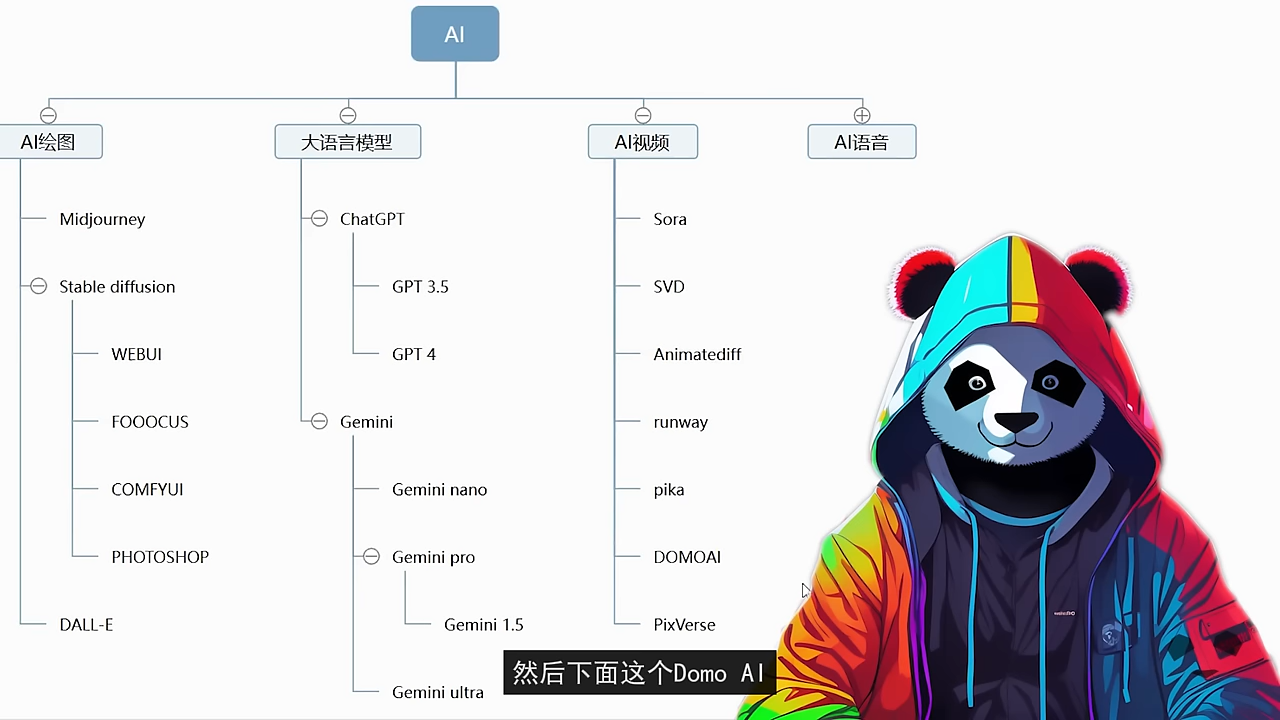 AI
AI绘图
Midjourney
Stable diffusion
WEBUI
FOOOCUS
COMFYUI
PHOTOSHOP
DALL-E
大语言模型
ChatGPT
GPT 3.5
GPT 4
Gemini
Gemini nano
Gemini pro
Gemini 1.5
Gemini ultra
AI视频
Sora
SVD
Animatediff
runway
pika
DOMOAI
PixVerse
AI语音
然后下面这个Domo AI